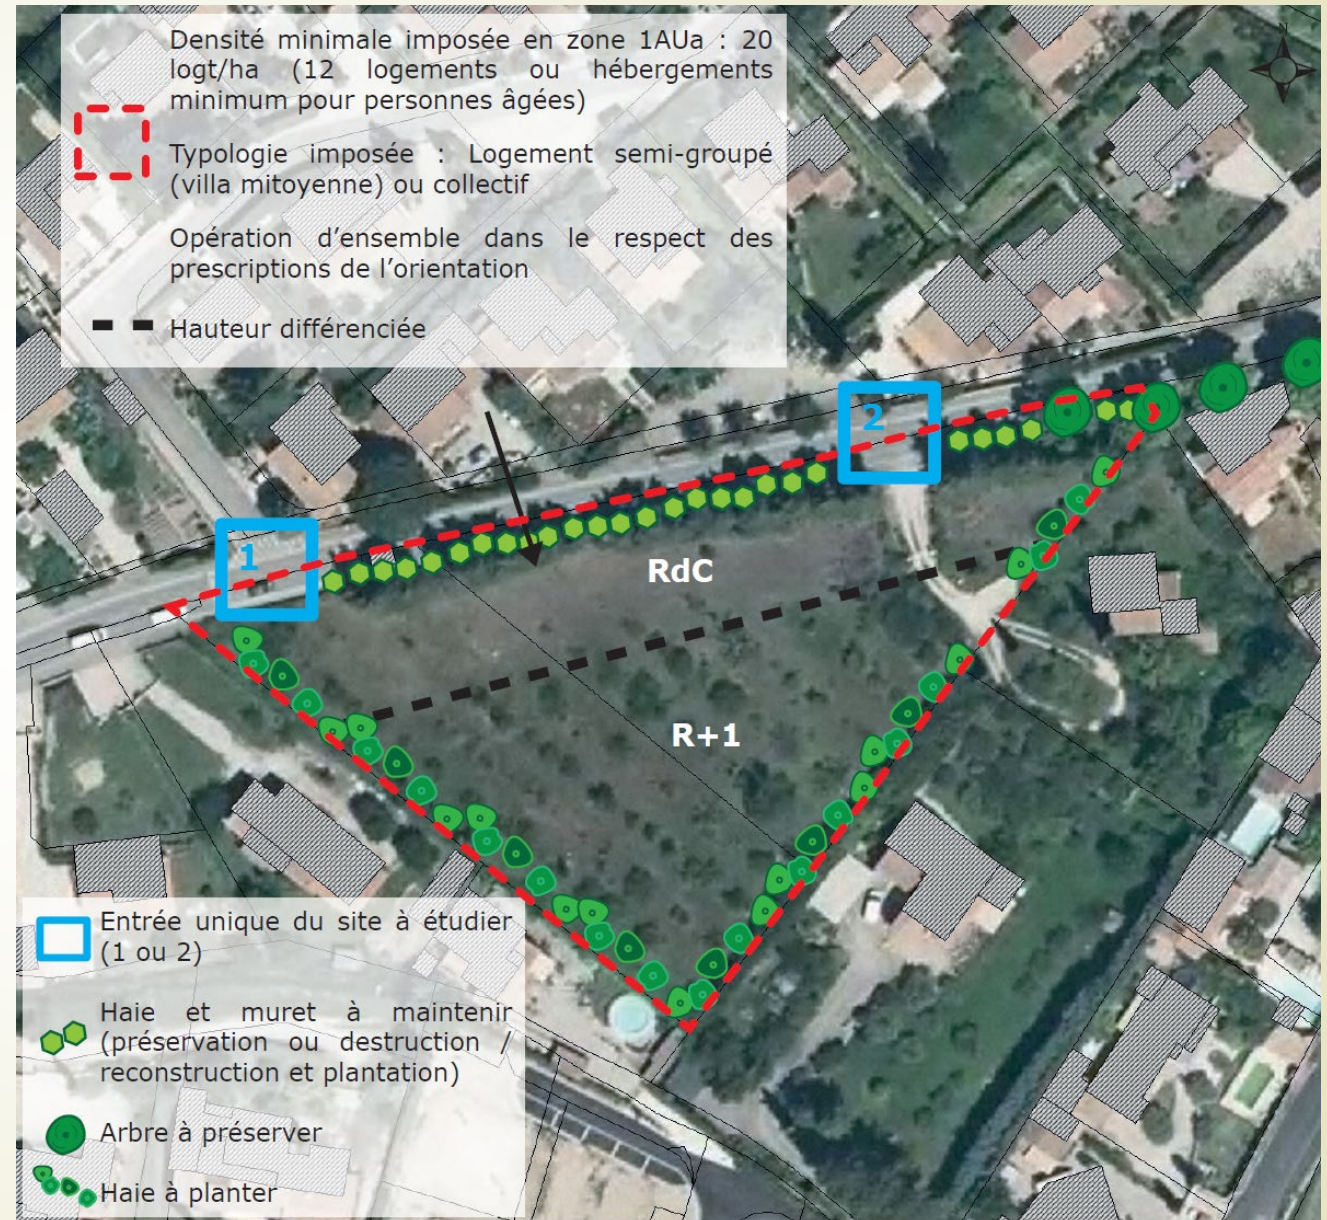 Densité minimale imposée en zone 1AUa : 20
logt/ha (12 logements ou hébergements
minimum pour personnes âgées)
Typologie imposée : Logement semi-groupé
(villa mitoyenne) ou collectif
Opération d'ensemble dans le respect des
prescriptions de l'orientation
Hauteur différenciée
2
1
RdC
R+1
Entrée unique du site à étudier
(1 ou 2)
Haie et muret à maintenir
(préservation ou destruction /
reconstruction et plantation)
Arbre à préserver
Haie à planter